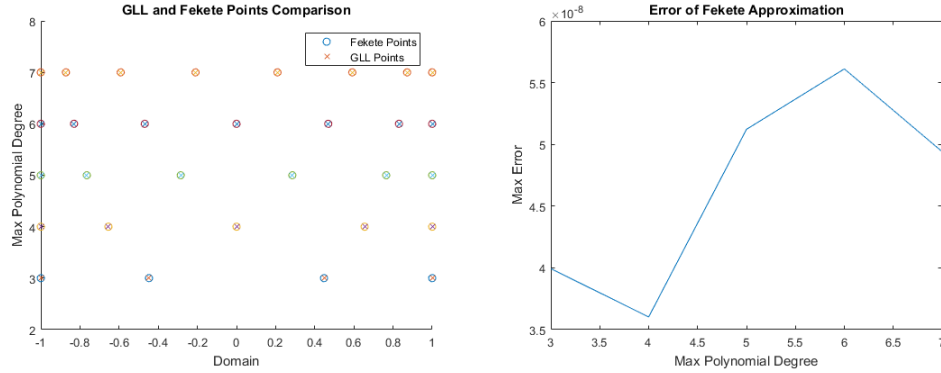 GLL and Fekete Points Comparison
Fekete Points
GLL Points
Max Polynomial Degree
8
7
6
5
4
3
2
-1 -0.8 -0.6 -0.4 -0.2 0 0.2 0.4 0.6 0.8 1
Domain
Error of Fekete Approximation
×10⁻⁸
Max Error
6
5.5
5
4.5
4
3.5
3 3.5 4 4.5 5 5.5 6 6.5 7
Max Polynomial Degree